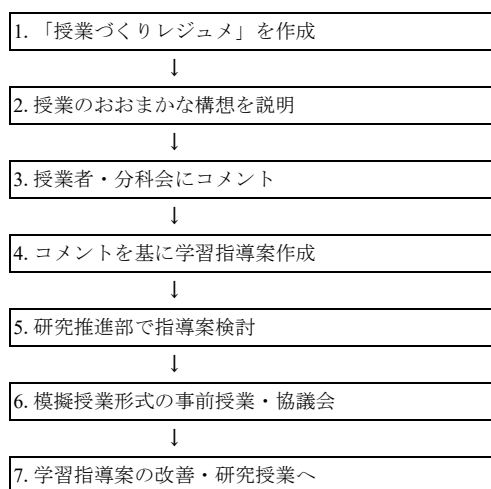 1. 「授業づくりレジュメ」を作成
↓
2. 授業のおおまかな構想を説明
↓
3. 授業者・分科会にコメント
↓
4. コメントを基に学習指導案作成
↓
5. 研究推進部で指導案検討
↓
6. 模擬授業形式の事前授業・協議会
↓
7. 学習指導案の改善・研究授業へ